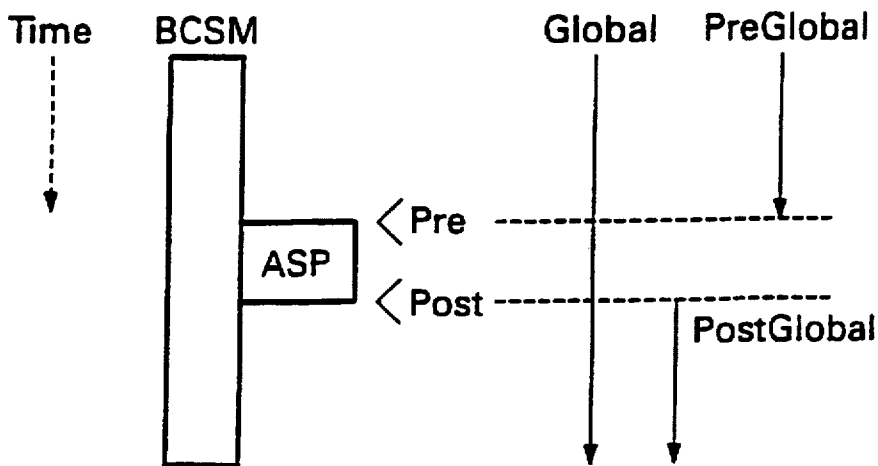 Time BCSM Global PreGlobal
Pre
ASP
Post
PostGlobal